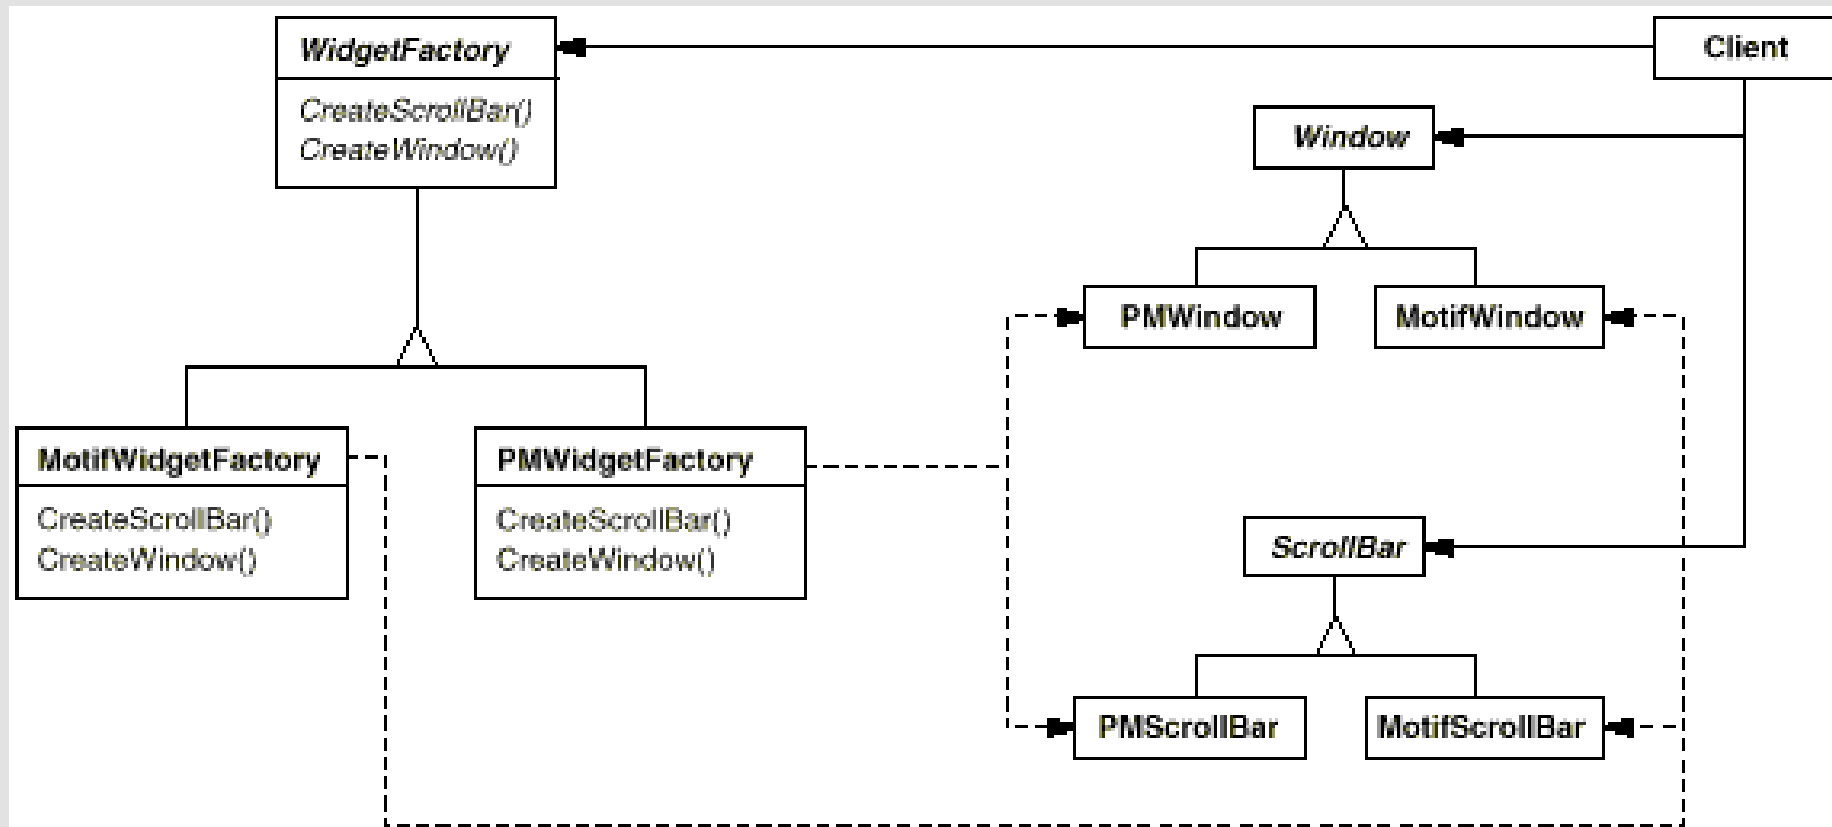 WidgetFactory
CreateScrollBar()
CreateWindow()
Client
Window
PMWindow
MotifWindow
MotifWidgetFactory
CreateScrollBar()
CreateWindow()
PMWidgetFactory
CreateScrollBar()
CreateWindow()
ScrollBar
PMScrollBar
MotifScrollBar